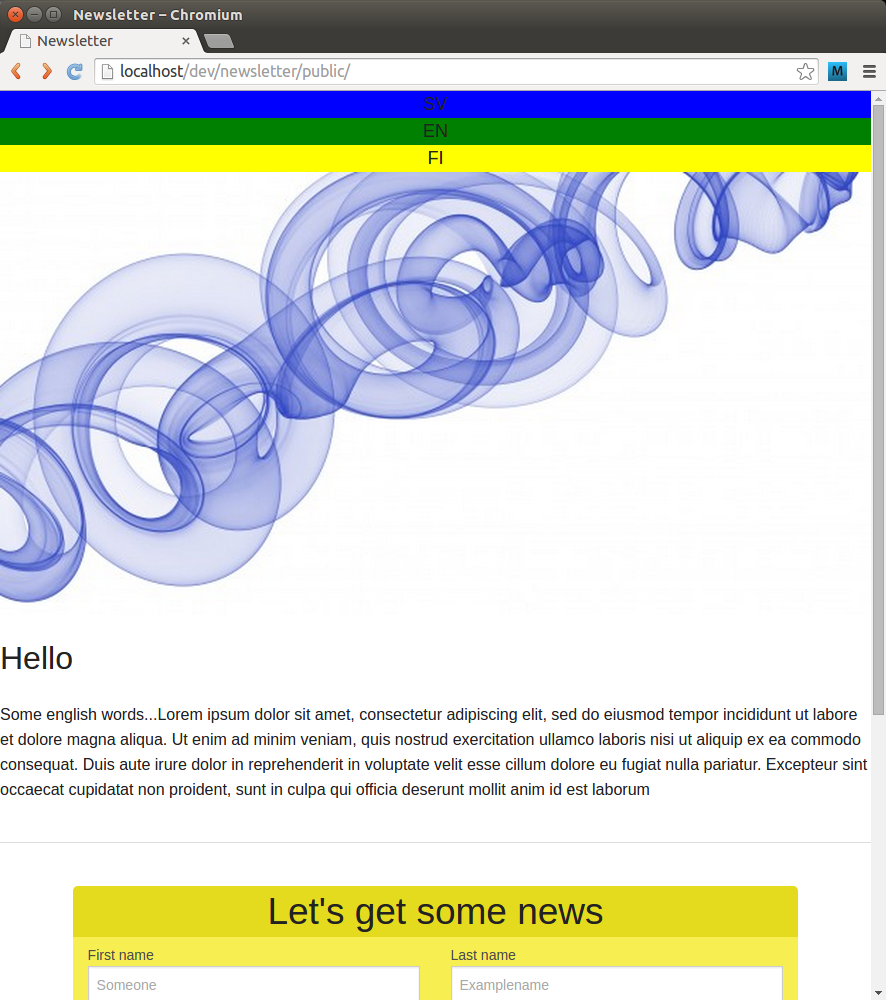 Newsletter – Chromium
Newsletter
localhost/dev/newsletter/public/
M
SV
EN
FI
Hello
Some english words...Lorem ipsum dolor sit amet, consectetur adipiscing elit, sed do eiusmod tempor incididunt ut labore
et dolore magna aliqua. Ut enim ad minim veniam, quis nostrud exercitation ullamco laboris nisi ut aliquip ex ea commodo
consequat. Duis aute irure dolor in reprehenderit in voluptate velit esse cillum dolore eu fugiat nulla pariatur. Excepteur sint
occaecat cupidatat non proident, sunt in culpa qui officia deserunt mollit anim id est laborum
Let's get some news
First name Last name
Someone Examplename